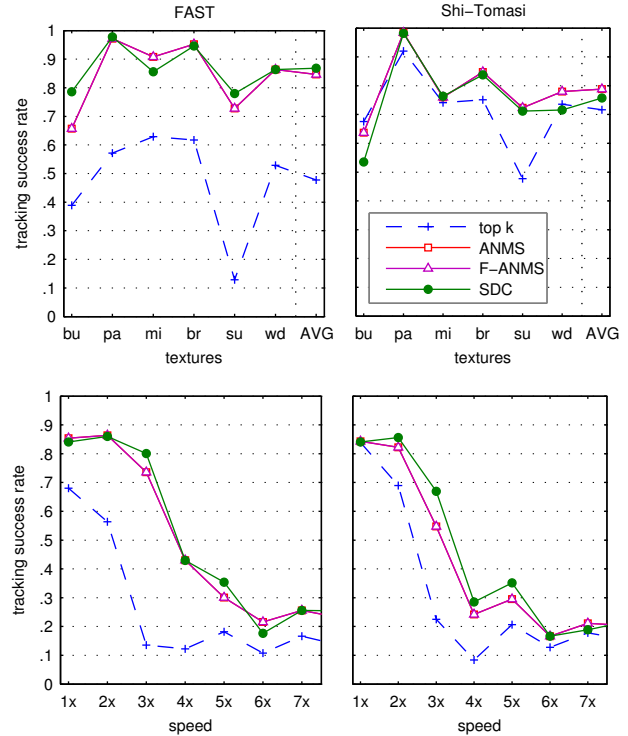 FAST
Shi-Tomasi
tracking success rate
1
.9
.8
.7
.6
.5
.4
.3
.2
.1
0
bu pa mi br su wd AVG
textures
top k
ANMS
F-ANMS
SDC
bu pa mi br su wd AVG
textures
tracking success rate
1
.9
.8
.7
.6
.5
.4
.3
.2
.1
0
1x 2x 3x 4x 5x 6x 7x
speed
1x 2x 3x 4x 5x 6x 7x
speed